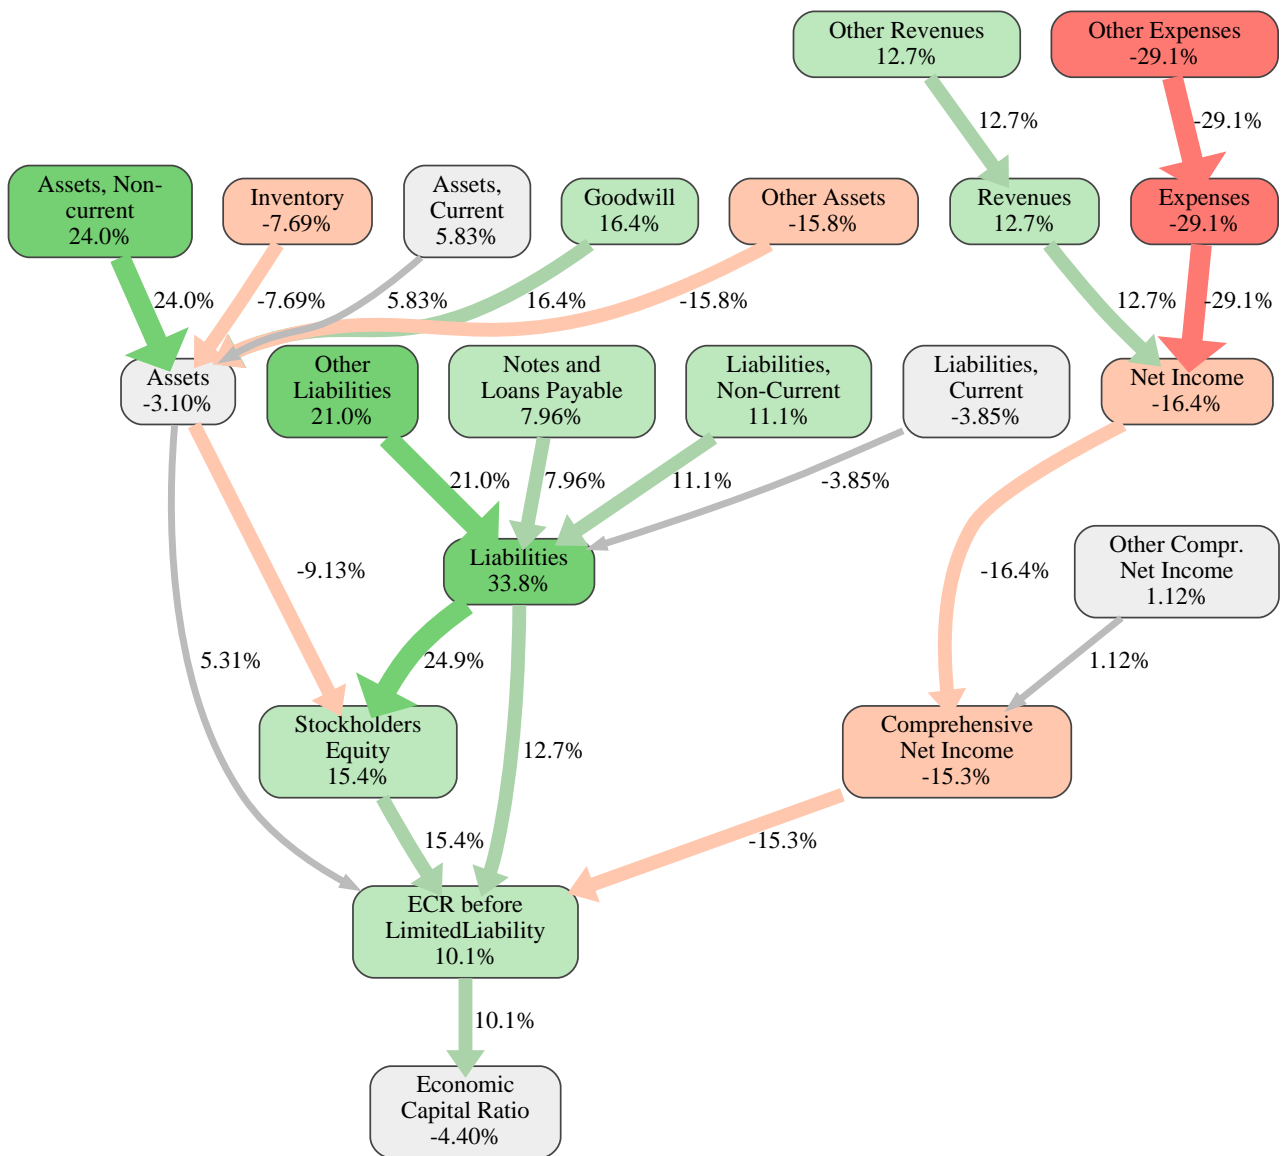 Other Revenues
12.7%
Other Expenses
-29.1%
12.7%
-29.1%
Assets, Non-
current
24.0%
Inventory
-7.69%
Assets,
Current
5.83%
Goodwill
16.4%
Other Assets
-15.8%
Revenues
12.7%
Expenses
-29.1%
24.0%
-7.69%
5.83%
16.4%
-15.8%
12.7%
-29.1%
Assets
-3.10%
Other
Liabilities
21.0%
Notes and
Loans Payable
7.96%
Liabilities,
Non-Current
11.1%
Liabilities,
Current
-3.85%
Net Income
-16.4%
21.0%
7.96%
11.1%
-3.85%
Liabilities
33.8%
Other Compr.
Net Income
1.12%
-9.13%
-16.4%
5.31%
24.9%
1.12%
Stockholders
Equity
15.4%
12.7%
Comprehensive
Net Income
-15.3%
15.4%
-15.3%
ECR before
LimitedLiability
10.1%
10.1%
Economic
Capital Ratio
-4.40%